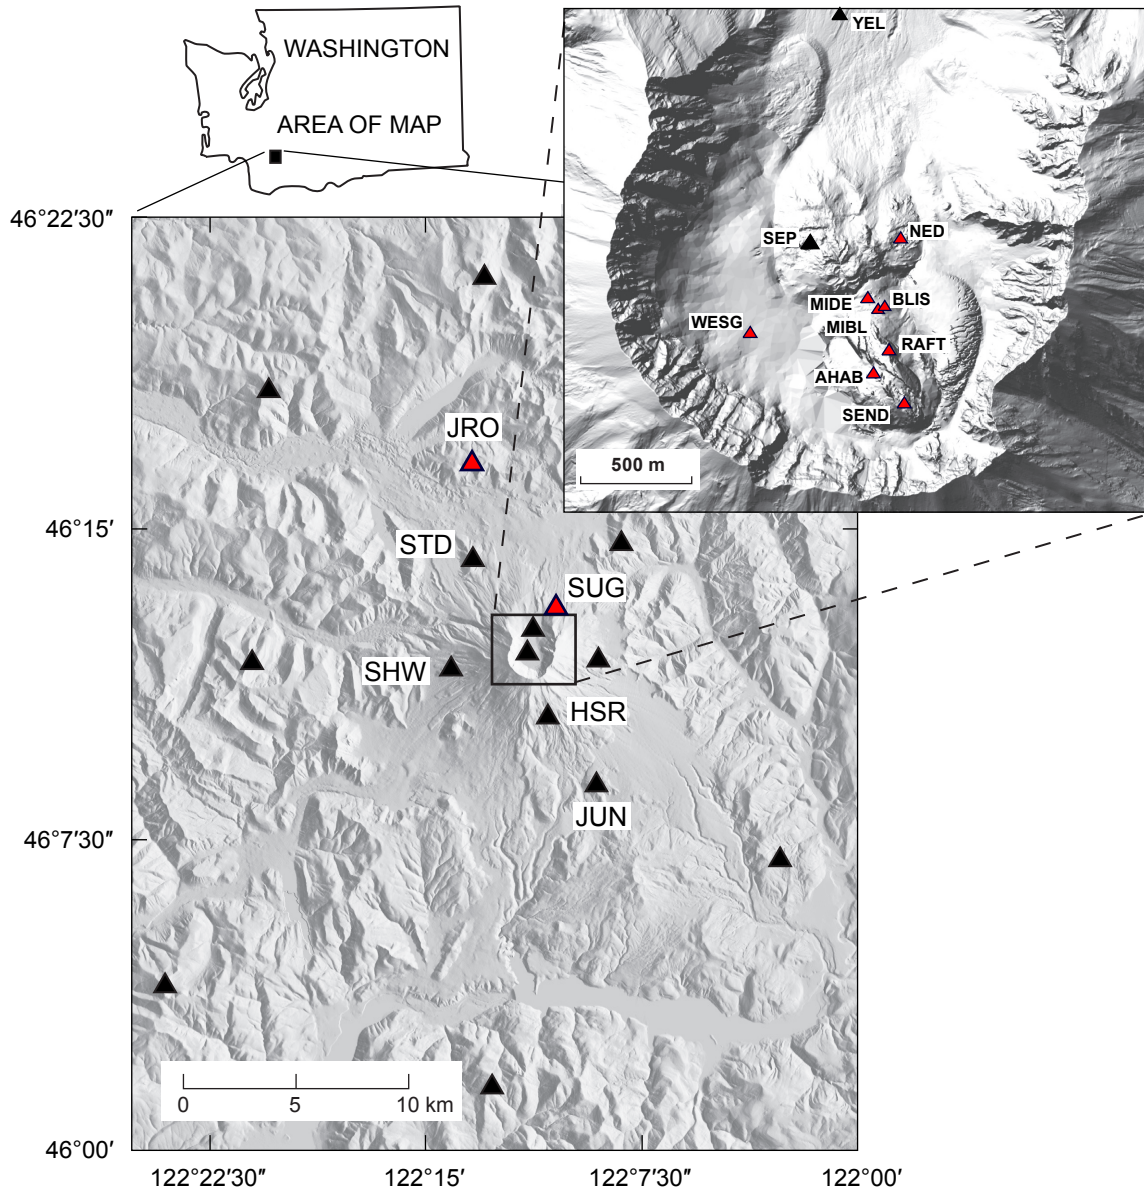 WASHINGTON
AREA OF MAP
YEL
SEP
NED
MIDE
BLIS
WESG
MIBL
RAFT
AHAB
SEND
500 m
46°22′30″
JRO
46°15′
STD
SUG
SHW
HSR
JUN
46°7′30″
0 5 10 km
46°00′
122°22′30″ 122°15′ 122°7′30″ 122°00′